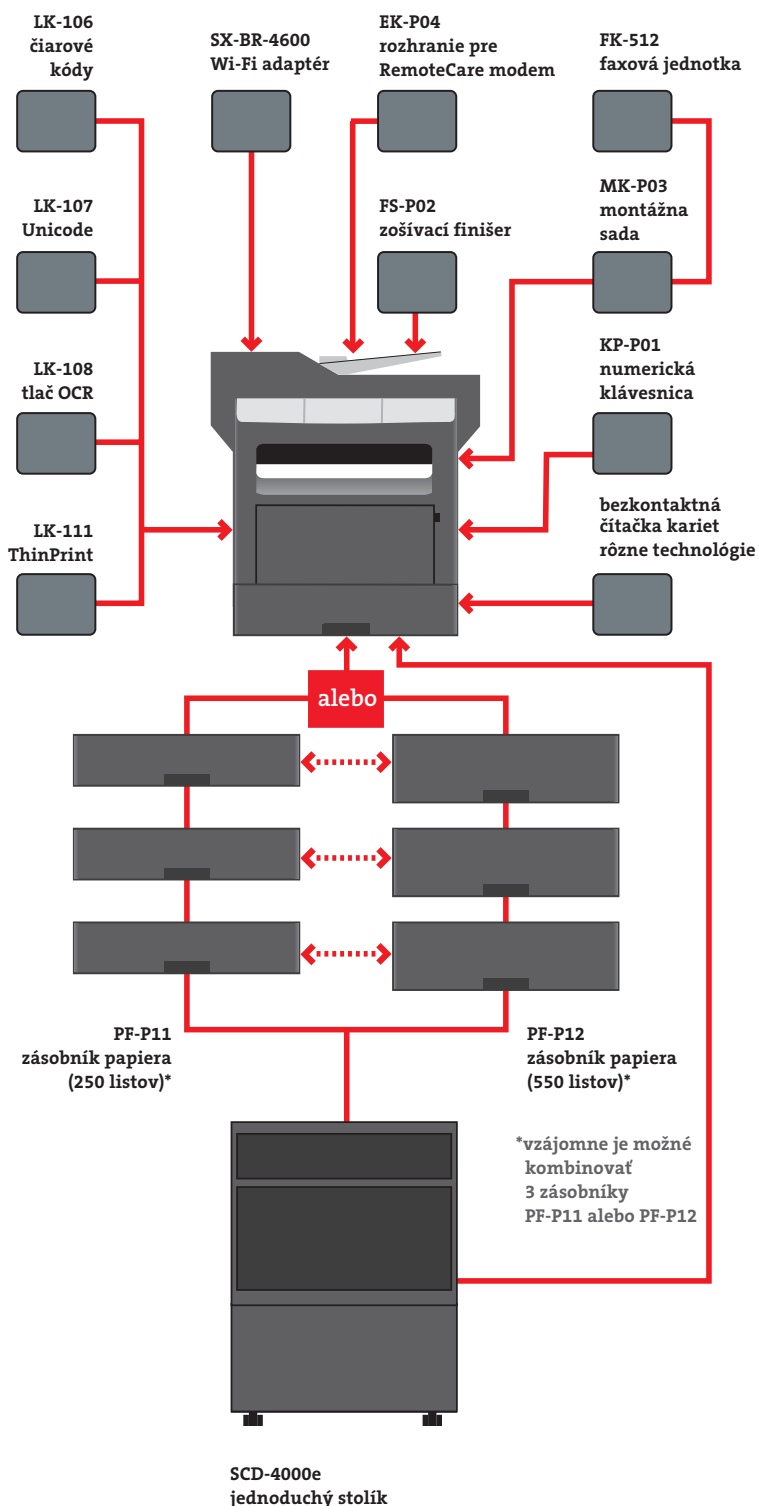 LK-106
čiarové
kódy
SX-BR-4600
Wi-Fi adaptér
EK-P04
rozhranie pre
RemoteCare modem
FK-512
faxová jednotka
LK-107
Unicode
FS-P02
zošívací finišer
MK-P03
montážna
sada
LK-108
tlač OCR
KP-P01
numerická
klávesnica
LK-111
ThinPrint
bezkontaktná
čítačka kariet
rôzne technológie
alebo
PF-P11
zásobník papiera
(250 listov)*
PF-P12
zásobník papiera
(550 listov)*
*vzájomne je možné
kombinovať
3 zásobníky
PF-P11 alebo PF-P12
SCD-4000e
jednoduchý stolík